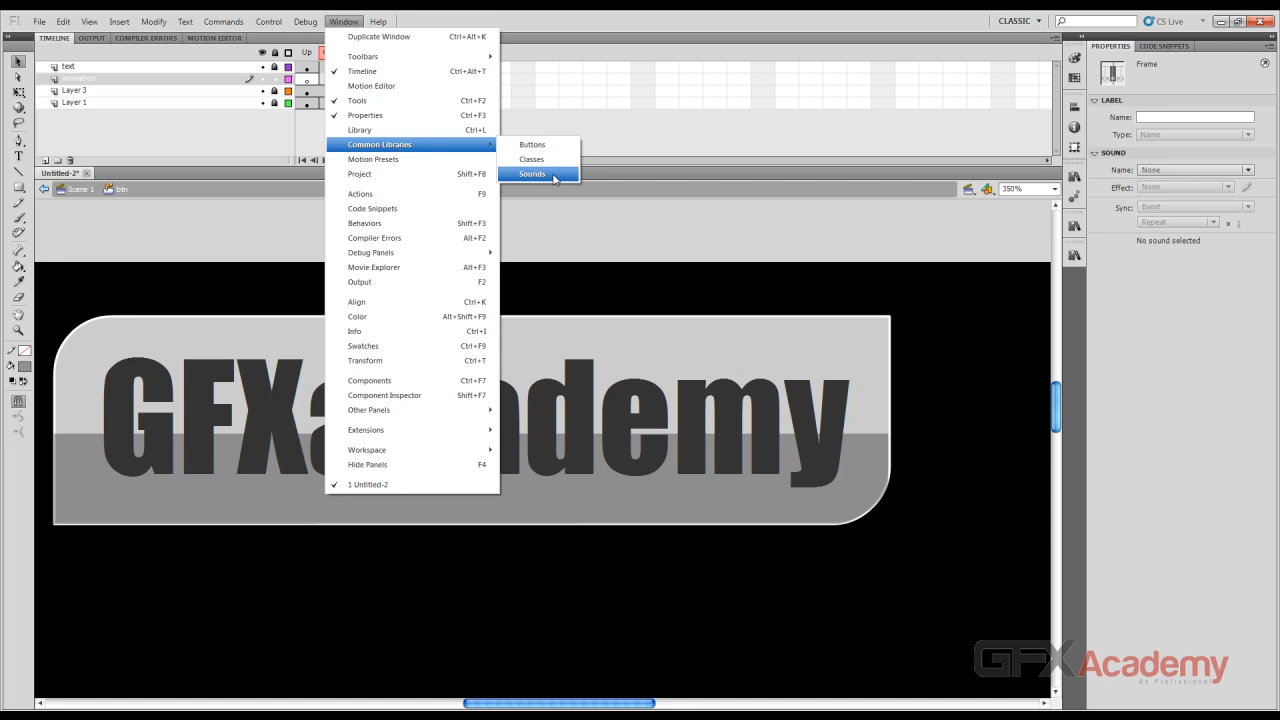 Fl File Edit View Insert Modify Text Commands Control Debug Window Help CLASSIC CS Live
TIMELINE OUTPUT COMPILER ERRORS MOTION EDITOR
Up
text
animation
Layer 3
Layer 1
Untitled-2*
Scene 1 btn
350%
Duplicate Window Ctrl+Alt+K
Toolbars
Timeline Ctrl+Alt+T
Motion Editor
Tools Ctrl+F2
Properties Ctrl+F3
Library Ctrl+L
Common Libraries
Motion Presets
Project Shift+F8
Actions F9
Code Snippets
Behaviors Shift+F3
Compiler Errors Alt+F2
Debug Panels
Movie Explorer Alt+F3
Output F2
Align Ctrl+K
Color Alt+Shift+F9
Info Ctrl+I
Swatches Ctrl+F9
Transform Ctrl+T
Components Ctrl+F7
Component Inspector Shift+F7
Other Panels
Extensions
Workspace
Hide Panels F4
1 Untitled-2
Buttons
Classes
Sounds
PROPERTIES CODE SNIPPETS
Frame
LABEL
Name:
Type: Name
SOUND
Name: None
Effect: None
Sync: Event
Repeat x 1
No sound selected
GFXa demy
GFX Academy
Be Professional